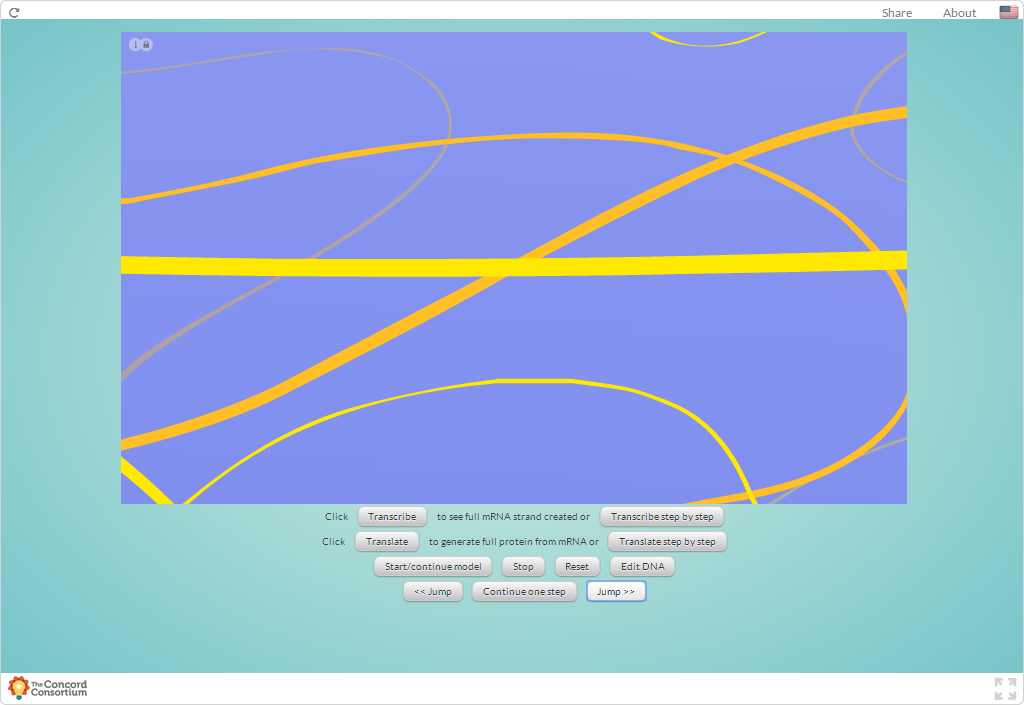 Share About
Click Transcribe to see full mRNA strand created or Transcribe step by step
Click Translate to generate full protein from mRNA or Translate step by step
Start/continue model Stop Reset Edit DNA
<< Jump Continue one step Jump >>
The Concord
Consortium